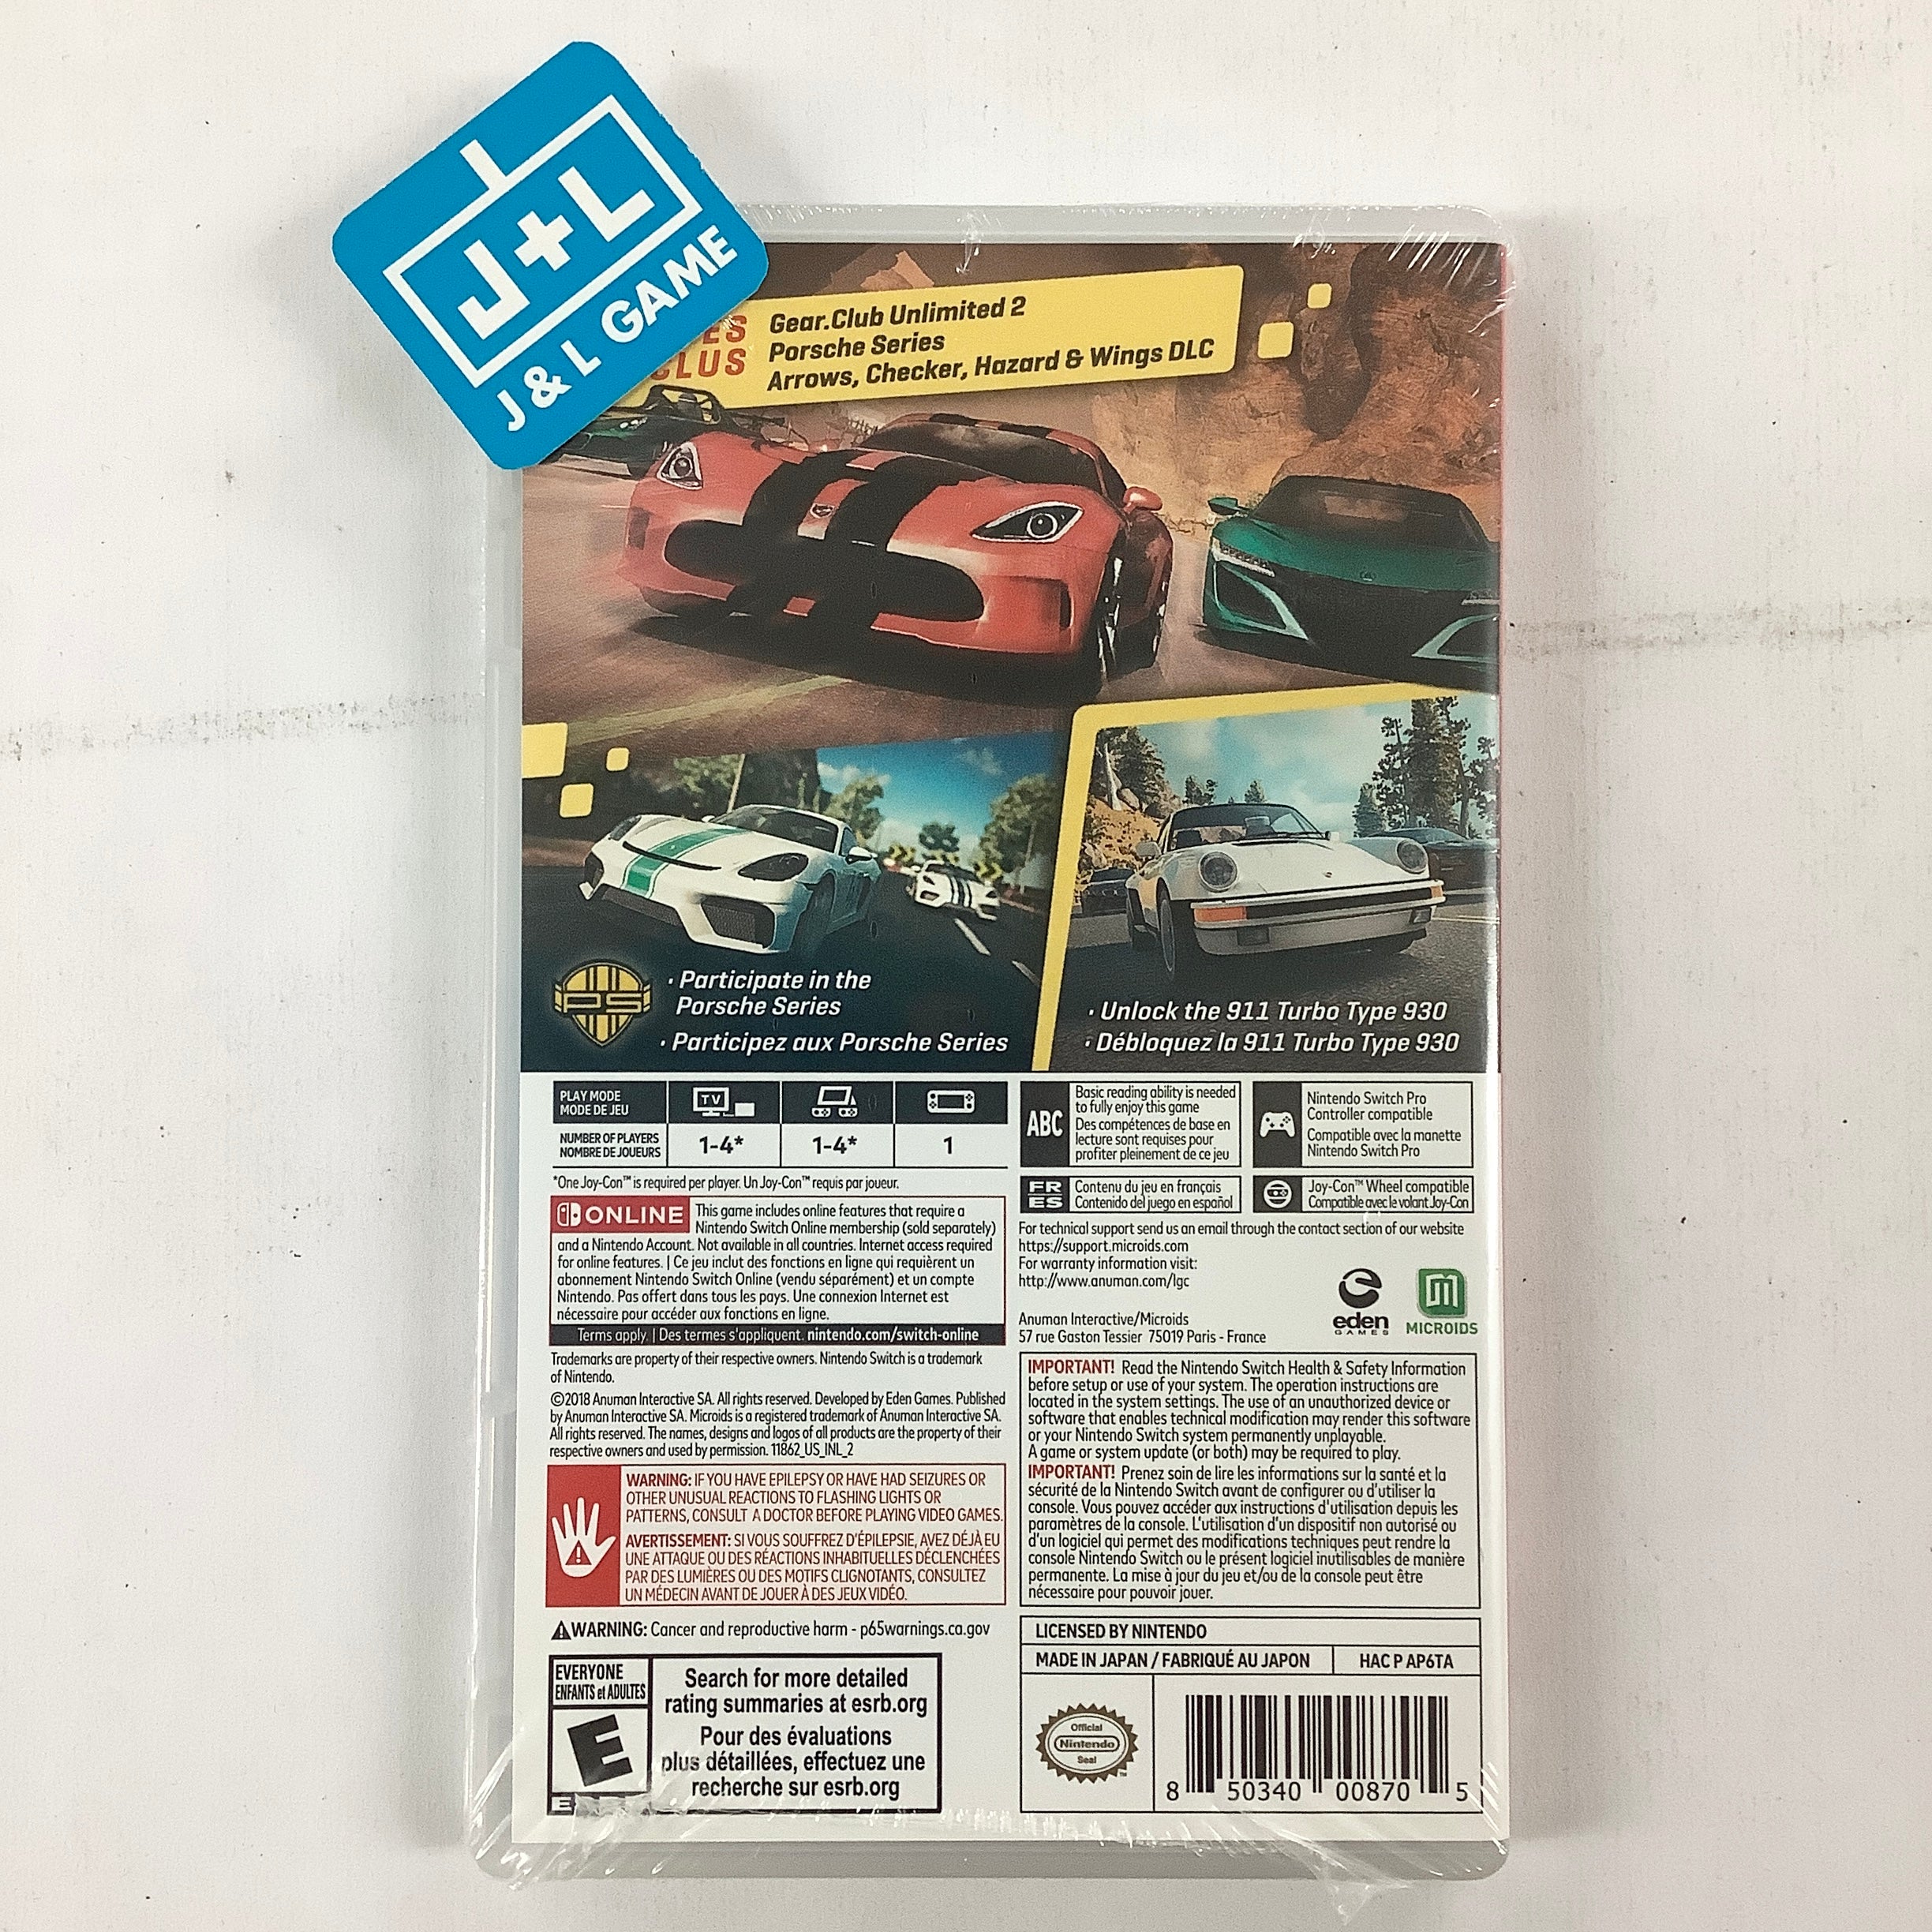 J+L
J & L GAME
Gear.Club Unlimited 2
Porsche Series
Arrows, Checker, Hazard & Wings DLC
PS
· Participate in the
Porsche Series
· Participez aux Porsche Series
· Unlock the 911 Turbo Type 930
· Débloquez la 911 Turbo Type 930
PLAY MODE
MODE DE JEU
TV
NUMBER OF PLAYERS
NOMBRE DE JOUEURS
1-4*
1-4*
1
*One Joy-Con™ is required per player. Un Joy-Con™ requis par joueur.
ABC
Basic reading ability is needed
to fully enjoy this game
Des compétences de base en
lecture sont requises pour
profiter pleinement de ce jeu
Nintendo Switch Pro
Controller compatible
Compatible avec la manette
Nintendo Switch Pro
FR
ES
Contenu du jeu en français
Contenido del juego en español
Joy-Con™ Wheel compatible
Compatible avec le volant Joy-Con
ONLINE
This game includes online features that require a
Nintendo Switch Online membership (sold separately)
and a Nintendo Account. Not available in all countries. Internet access required
for online features. | Ce jeu inclut des fonctions en ligne qui requièrent un
abonnement Nintendo Switch Online (vendu séparément) et un compte
Nintendo. Pas offert dans tous les pays. Une connexion Internet est
nécessaire pour accéder aux fonctions en ligne.
Terms apply. | Des termes s'appliquent. nintendo.com/switch-online
Trademarks are property of their respective owners. Nintendo Switch is a trademark
of Nintendo.
©2018 Anuman Interactive SA. All rights reserved. Developed by Eden Games. Published
by Anuman Interactive SA. Microids is a registered trademark of Anuman Interactive SA.
All rights reserved. The names, designs and logos of all products are the property of their
respective owners and used by permission. 11862_US_INL_2
WARNING: IF YOU HAVE EPILEPSY OR HAVE HAD SEIZURES OR
OTHER UNUSUAL REACTIONS TO FLASHING LIGHTS OR
PATTERNS, CONSULT A DOCTOR BEFORE PLAYING VIDEO GAMES.
AVERTISSEMENT: SI VOUS SOUFFREZ D'ÉPILEPSIE, AVEZ DÉJÀ EU
UNE ATTAQUE OU DES RÉACTIONS INHABITUELLES DÉCLENCHÉES
PAR DES LUMIÈRES OU DES MOTIFS CLIGNOTANTS, CONSULTEZ
UN MÉDECIN AVANT DE JOUER À DES JEUX VIDÉO.
WARNING: Cancer and reproductive harm - p65warnings.ca.gov
EVERYONE
ENFANTS et ADULTES
E
Search for more detailed
rating summaries at esrb.org
Pour des évaluations
plus détaillées, effectuez une
recherche sur esrb.org
For technical support send us an email through the contact section of our website
https://support.microids.com
For warranty information visit:
http://www.anuman.com/lgc
Anuman Interactive/Microids
57 rue Gaston Tessier 75019 Paris - France
eden
GAMES
MICROIDS
IMPORTANT! Read the Nintendo Switch Health & Safety Information
before setup or use of your system. The operation instructions are
located in the system settings. The use of an unauthorized device or
software that enables technical modification may render this software
or your Nintendo Switch system permanently unplayable.
A game or system update (or both) may be required to play.
IMPORTANT! Prenez soin de lire les informations sur la santé et la
sécurité de la Nintendo Switch avant de configurer ou d'utiliser la
console. Vous pouvez accéder aux instructions d'utilisation depuis les
paramètres de la console. L'utilisation d'un dispositif non autorisé ou
d'un logiciel qui permet des modifications techniques peut rendre la
console Nintendo Switch ou le présent logiciel inutilisables de manière
permanente. La mise à jour du jeu et/ou de la console peut être
nécessaire pour pouvoir jouer.
LICENSED BY NINTENDO
MADE IN JAPAN / FABRIQUÉ AU JAPON
HAC P AP6TA
Official
Nintendo
Seal
8 50340 00870 5